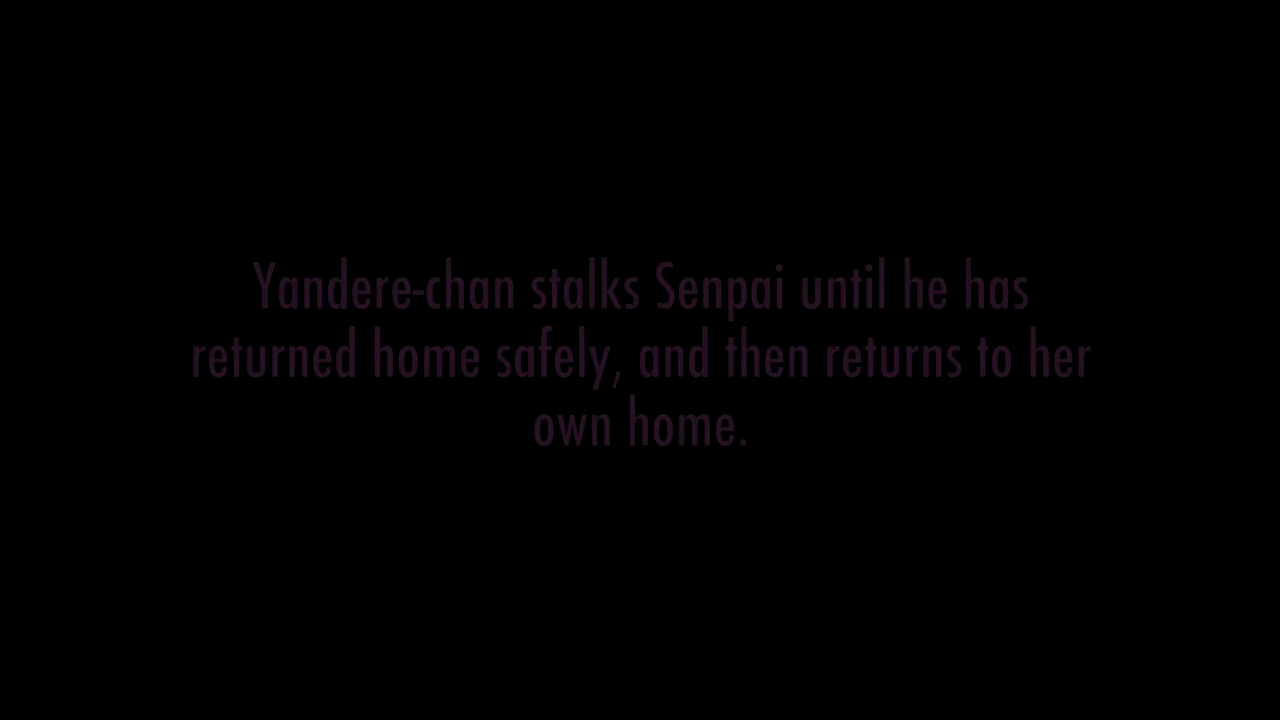 Yandere-chan stalks Senpai until he has
returned home safely, and then returns to her
own home.